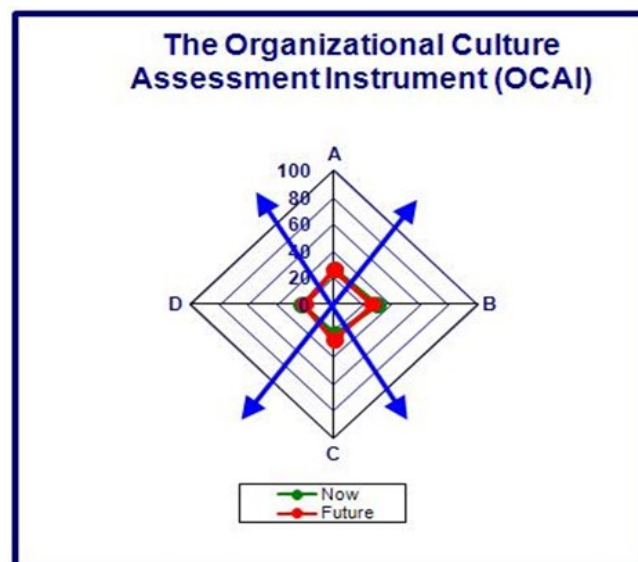 The Organizational Culture
Assessment Instrument (OCAI)
A
100
80
60
40
20
0
D
B
C
Now
Future